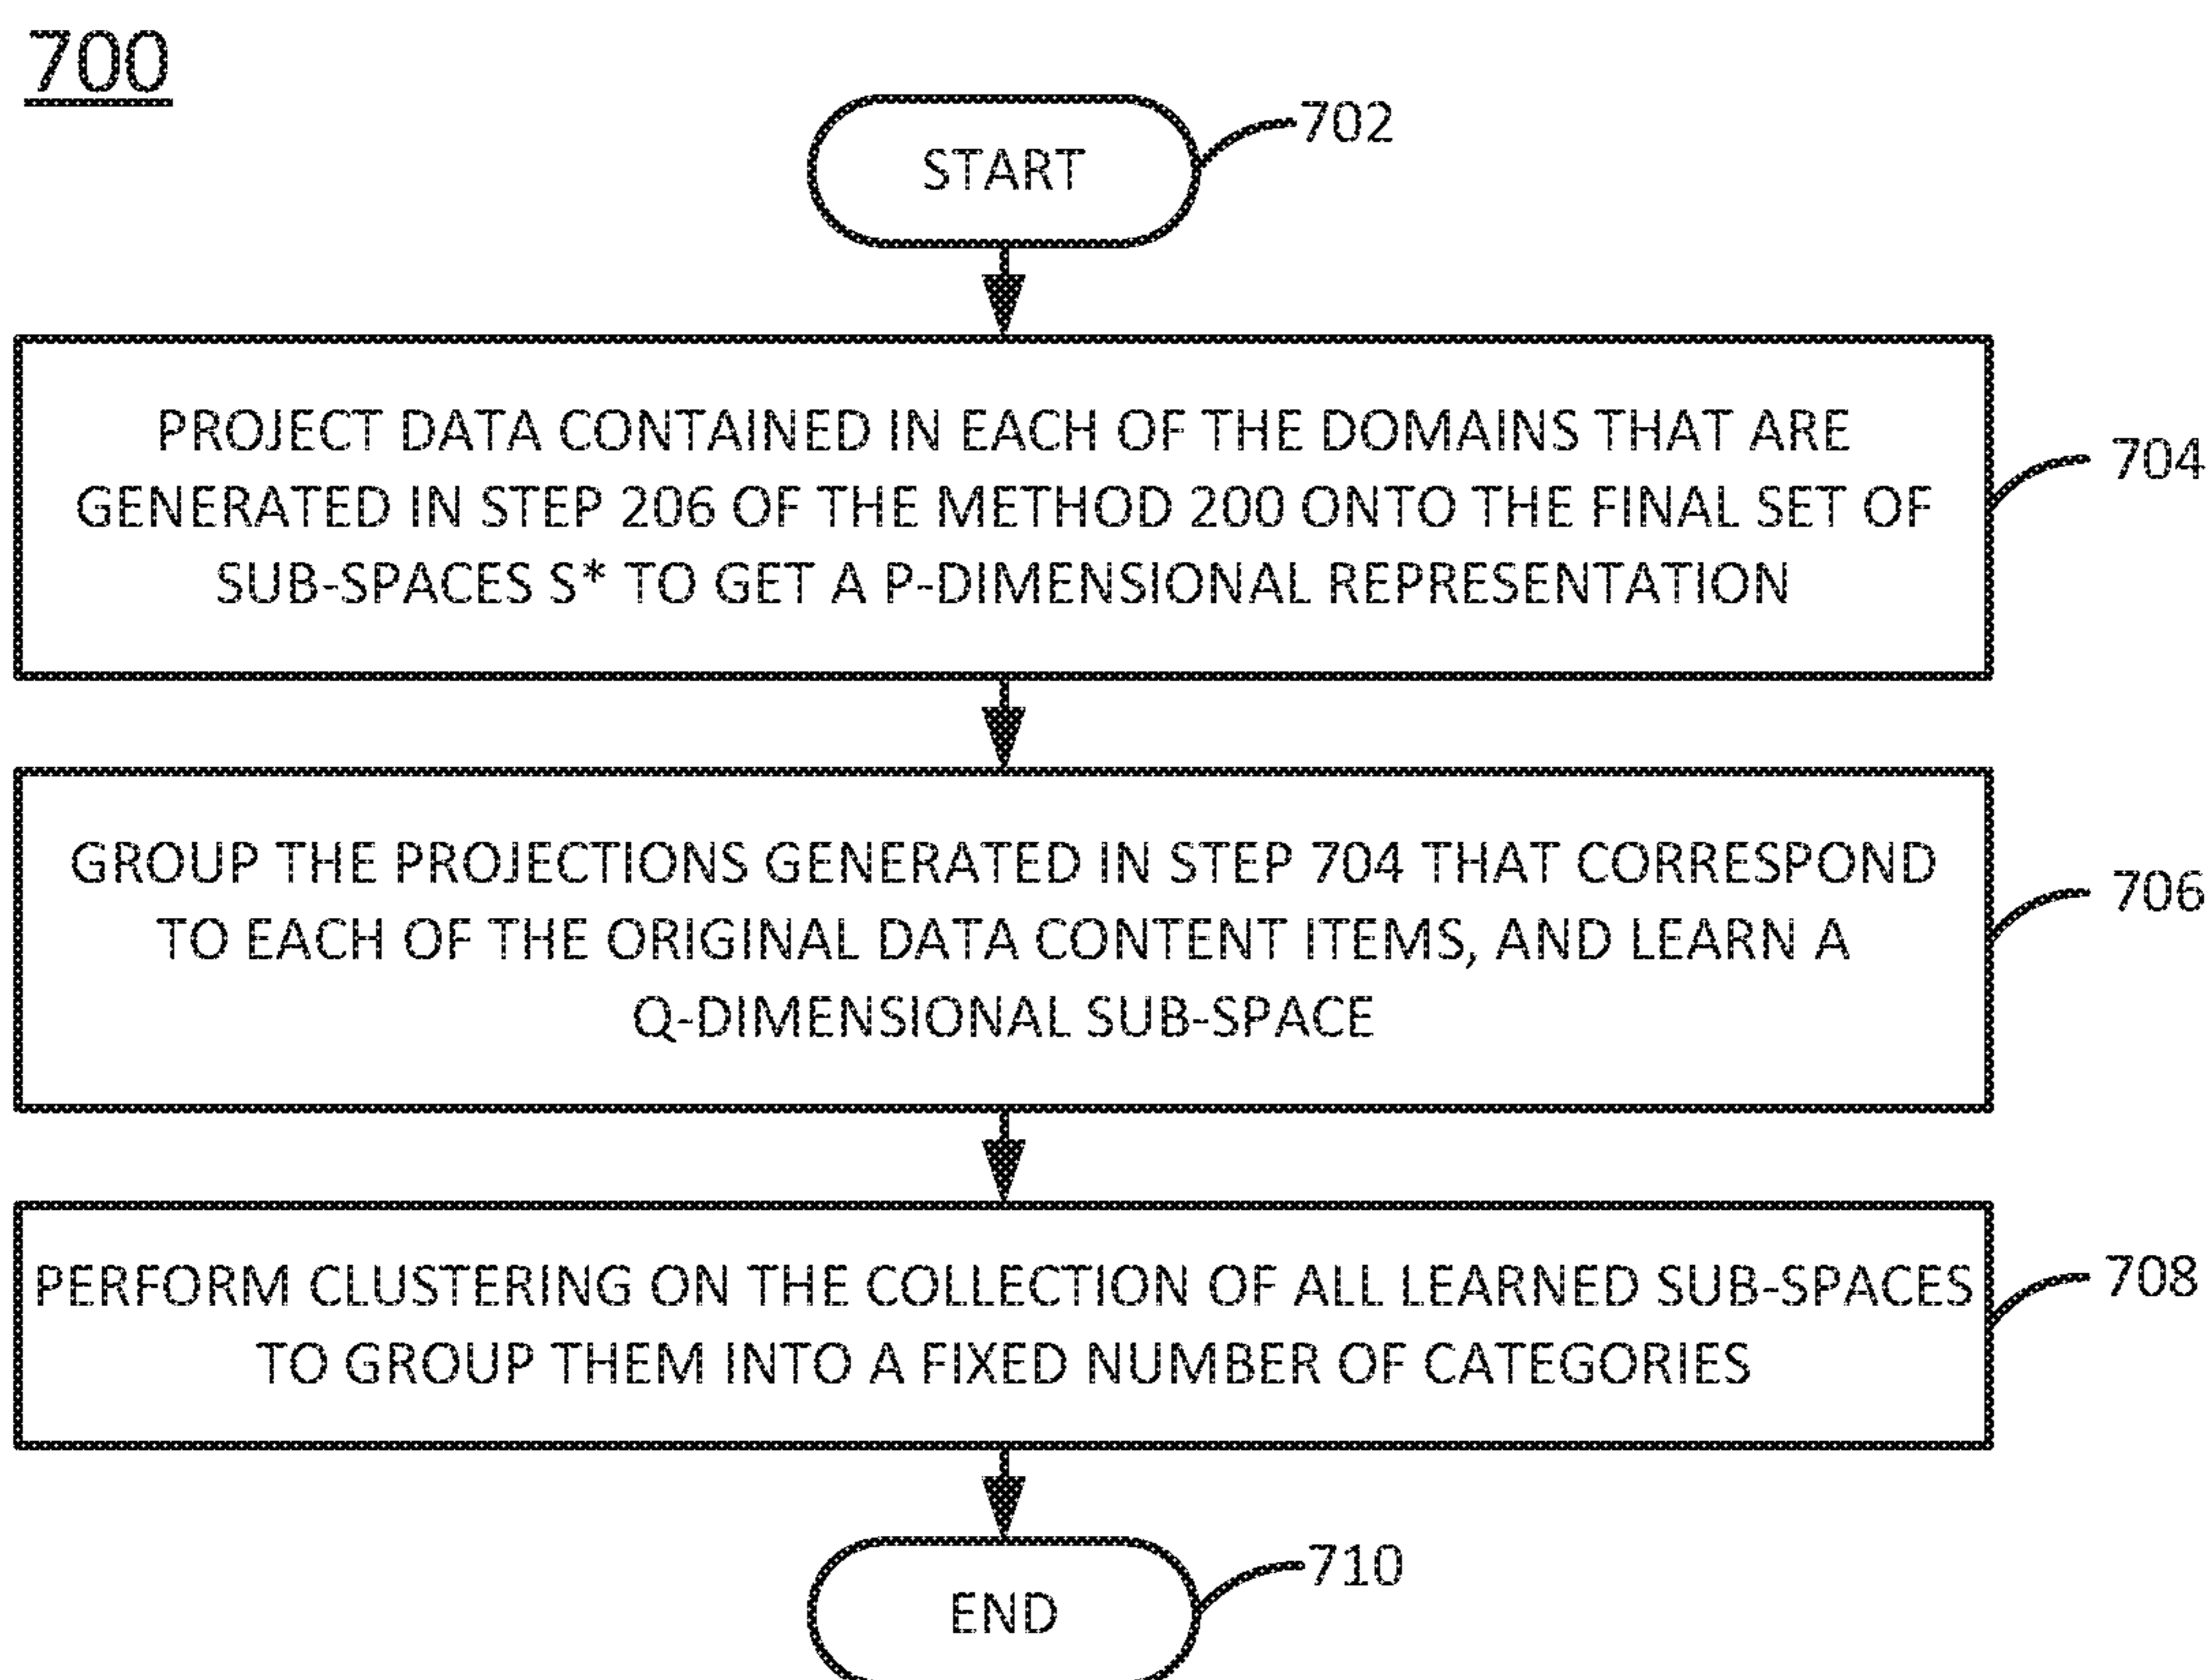 700
START
702
PROJECT DATA CONTAINED IN EACH OF THE DOMAINS THAT ARE
GENERATED IN STEP 206 OF THE METHOD 200 ONTO THE FINAL SET OF
SUB-SPACES S* TO GET A P-DIMENSIONAL REPRESENTATION
704
GROUP THE PROJECTIONS GENERATED IN STEP 704 THAT CORRESPOND
TO EACH OF THE ORIGINAL DATA CONTENT ITEMS, AND LEARN A
Q-DIMENSIONAL SUB-SPACE
706
PERFORM CLUSTERING ON THE COLLECTION OF ALL LEARNED SUB-SPACES
TO GROUP THEM INTO A FIXED NUMBER OF CATEGORIES
708
END
710